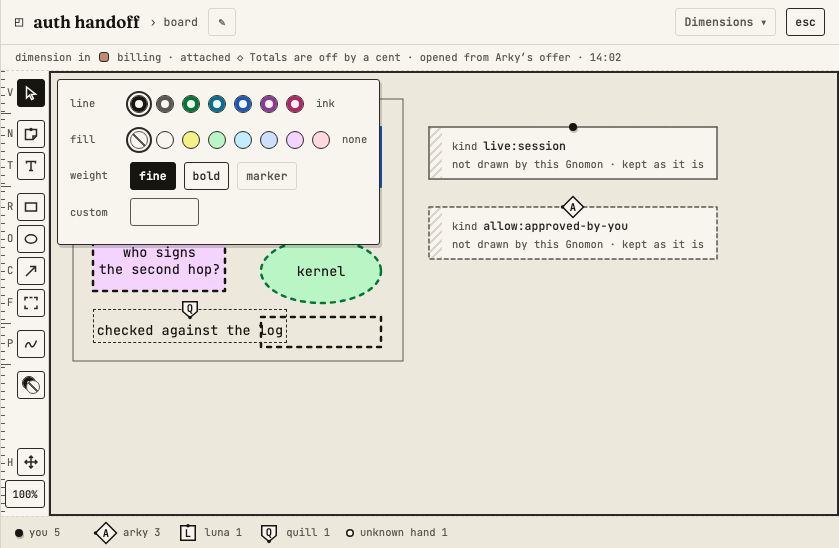 auth handoff › board ✎ Dimensions ▾ esc
dimension in billing · attached ◇ Totals are off by a cent · opened from Arky's offer · 14:02
V
N
T
R
O
C
F
P
H
100%
line ink
fill none
weight fine bold marker
custom
who signs
the second hop?
kernel
Q
checked against the log
kind live:session
not drawn by this Gnomon · kept as it is
A
kind allow:approved-by-you
not drawn by this Gnomon · kept as it is
you 5 A arky 3 L luna 1 Q quill 1 unknown hand 1